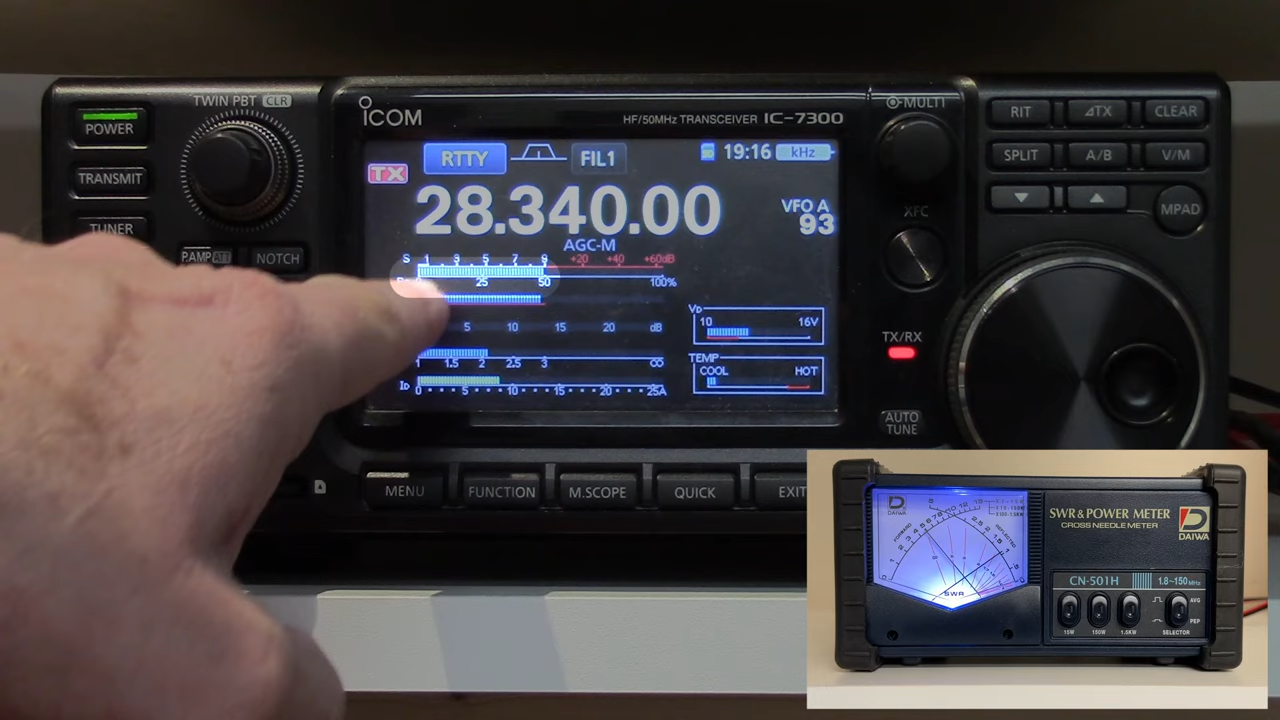 TWIN PBT CLR
POWER
TRANSMIT
TUNER
P.AMP ATT
NOTCH
ICOM
HF/50MHz TRANSCEIVER IC-7300
RTTY
FIL1
19:16 kHz
TX
28.340.00
VFO A
93
AGC-M
S 1 3 5 7 9 +20 +40 +60dB
25 50 100%
5 10 15 20 dB
1 1.5 2 2.5 3 ∞
ID 0 5 10 15 20 25A
VD
10 16V
TEMP
COOL HOT
MULTI
XFC
TX/RX
AUTO
TUNE
RIT
⊿TX
CLEAR
SPLIT
A/B
V/M
▼
▲
MPAD
MENU
FUNCTION
M.SCOPE
QUICK
EXIT
DAIWA
FORWARD
REFLECTED
SWR
SWR & POWER METER
CROSS NEEDLE METER
DAIWA
CN-501H
1.8~150MHz
15W
150W
1.5KW
AVG
PEP
SELECTOR